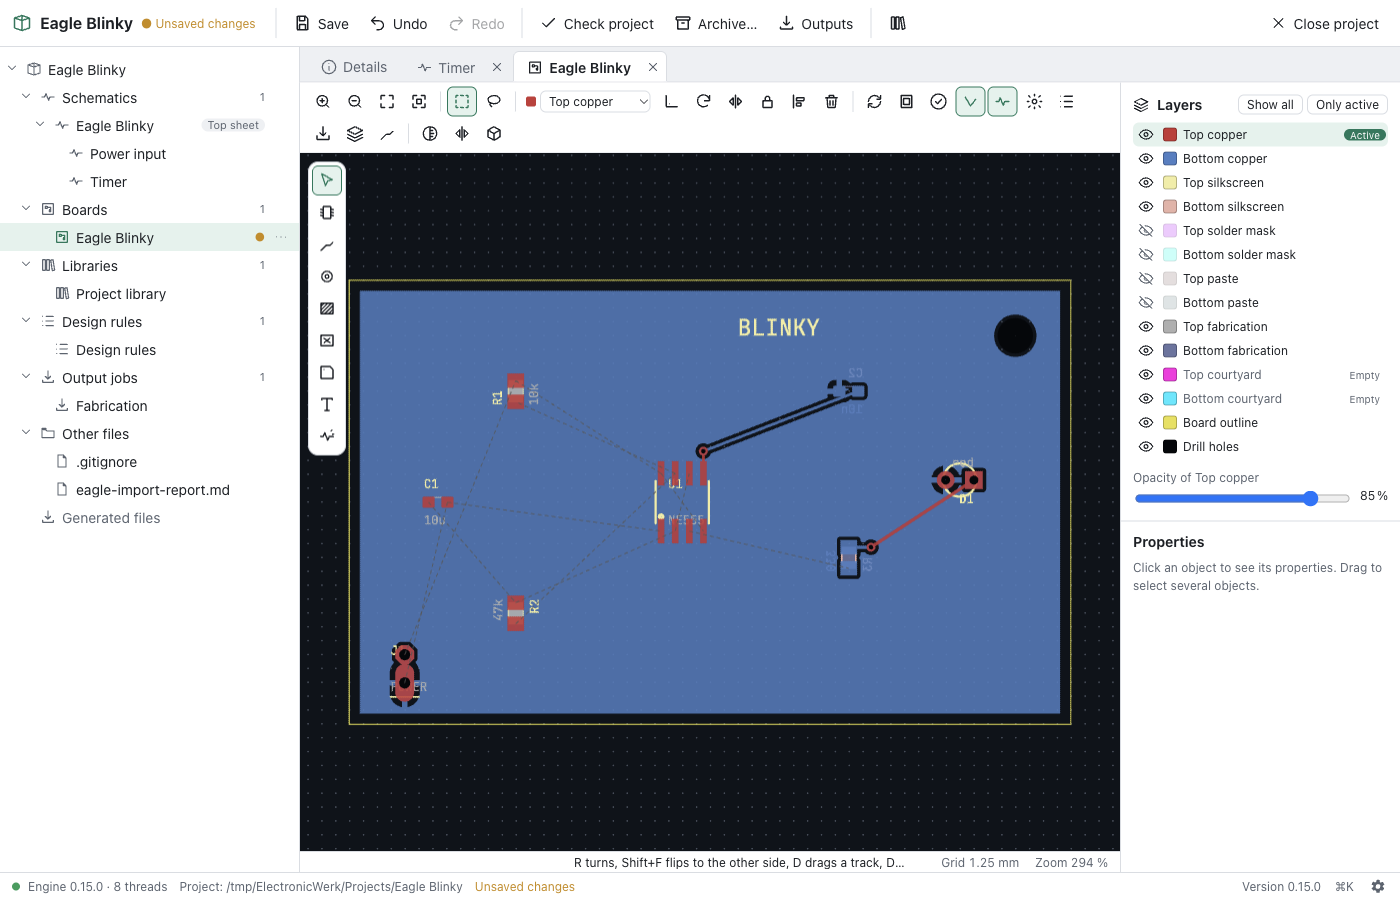 Eagle Blinky
Unsaved changes
Save
Undo
Redo
Check project
Archive...
Outputs
Close project
Eagle Blinky
Schematics 1
Eagle Blinky Top sheet
Power input
Timer
Boards 1
Eagle Blinky
Libraries 1
Project library
Design rules 1
Design rules
Output jobs 1
Fabrication
Other files
.gitignore
eagle-import-report.md
Generated files
Details
Timer
Eagle Blinky
Top copper
BLINKY
R1
10k
C2
10n
C1
10u
red
D1
47k
R2
R turns, Shift+F flips to the other side, D drags a track, D...
Grid 1.25 mm
Zoom 294 %
Layers
Show all
Only active
Top copper Active
Bottom copper
Top silkscreen
Bottom silkscreen
Top solder mask
Bottom solder mask
Top paste
Bottom paste
Top fabrication
Bottom fabrication
Top courtyard Empty
Bottom courtyard Empty
Board outline
Drill holes
Opacity of Top copper
85 %
Properties
Click an object to see its properties. Drag to
select several objects.
Engine 0.15.0 · 8 threads
Project: /tmp/ElectronicWerk/Projects/Eagle Blinky
Unsaved changes
Version 0.15.0
⌘K